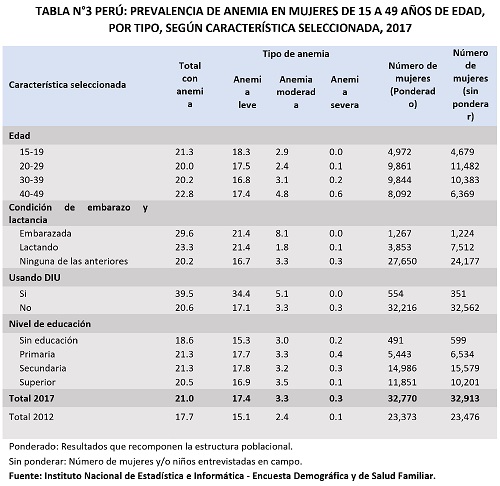 TABLA N°3 PERÚ: PREVALENCIA DE ANEMIA EN MUJERES DE 15 A 49 AÑOS DE EDAD,
POR TIPO, SEGÚN CARACTERÍSTICA SELECCIONADA, 2017
Característica seleccionada Total con anemi a Tipo de anemia Número de mujeres (Ponderad o) Número de mujeres (sin pondera r)
Anemi a leve Anemia moderad a Anemi a severa
Edad
15-19 21.3 18.3 2.9 0.0 4,972 4,679
20-29 20.0 17.5 2.4 0.1 9,861 11,482
30-39 20.2 16.8 3.1 0.2 9,844 10,383
40-49 22.8 17.4 4.8 0.6 8,092 6,369
Condición de embarazo y
lactancia
Embarazada 29.6 21.4 8.1 0.0 1,267 1,224
Lactando 23.3 21.4 1.8 0.1 3,853 7,512
Ninguna de las anteriores 20.2 16.7 3.3 0.3 27,650 24,177
Usando DIU
Si 39.5 34.4 5.1 0.0 554 351
No 20.6 17.1 3.3 0.3 32,216 32,562
Nivel de educación
Sin educación 18.6 15.3 3.0 0.2 491 599
Primaria 21.3 17.7 3.3 0.4 5,443 6,534
Secundaria 21.3 17.8 3.2 0.3 14,986 15,579
Superior 20.5 16.9 3.5 0.1 11,851 10,201
Total 2017 21.0 17.4 3.3 0.3 32,770 32,913
Total 2012 17.7 15.1 2.4 0.1 23,373 23,476
Ponderado: Resultados que recomponen la estructura poblacional.
Sin ponderar: Número de mujeres y/o niños entrevistadas en campo.
Fuente: Instituto Nacional de Estadística e Informática - Encuesta Demográfica y de Salud Familiar.